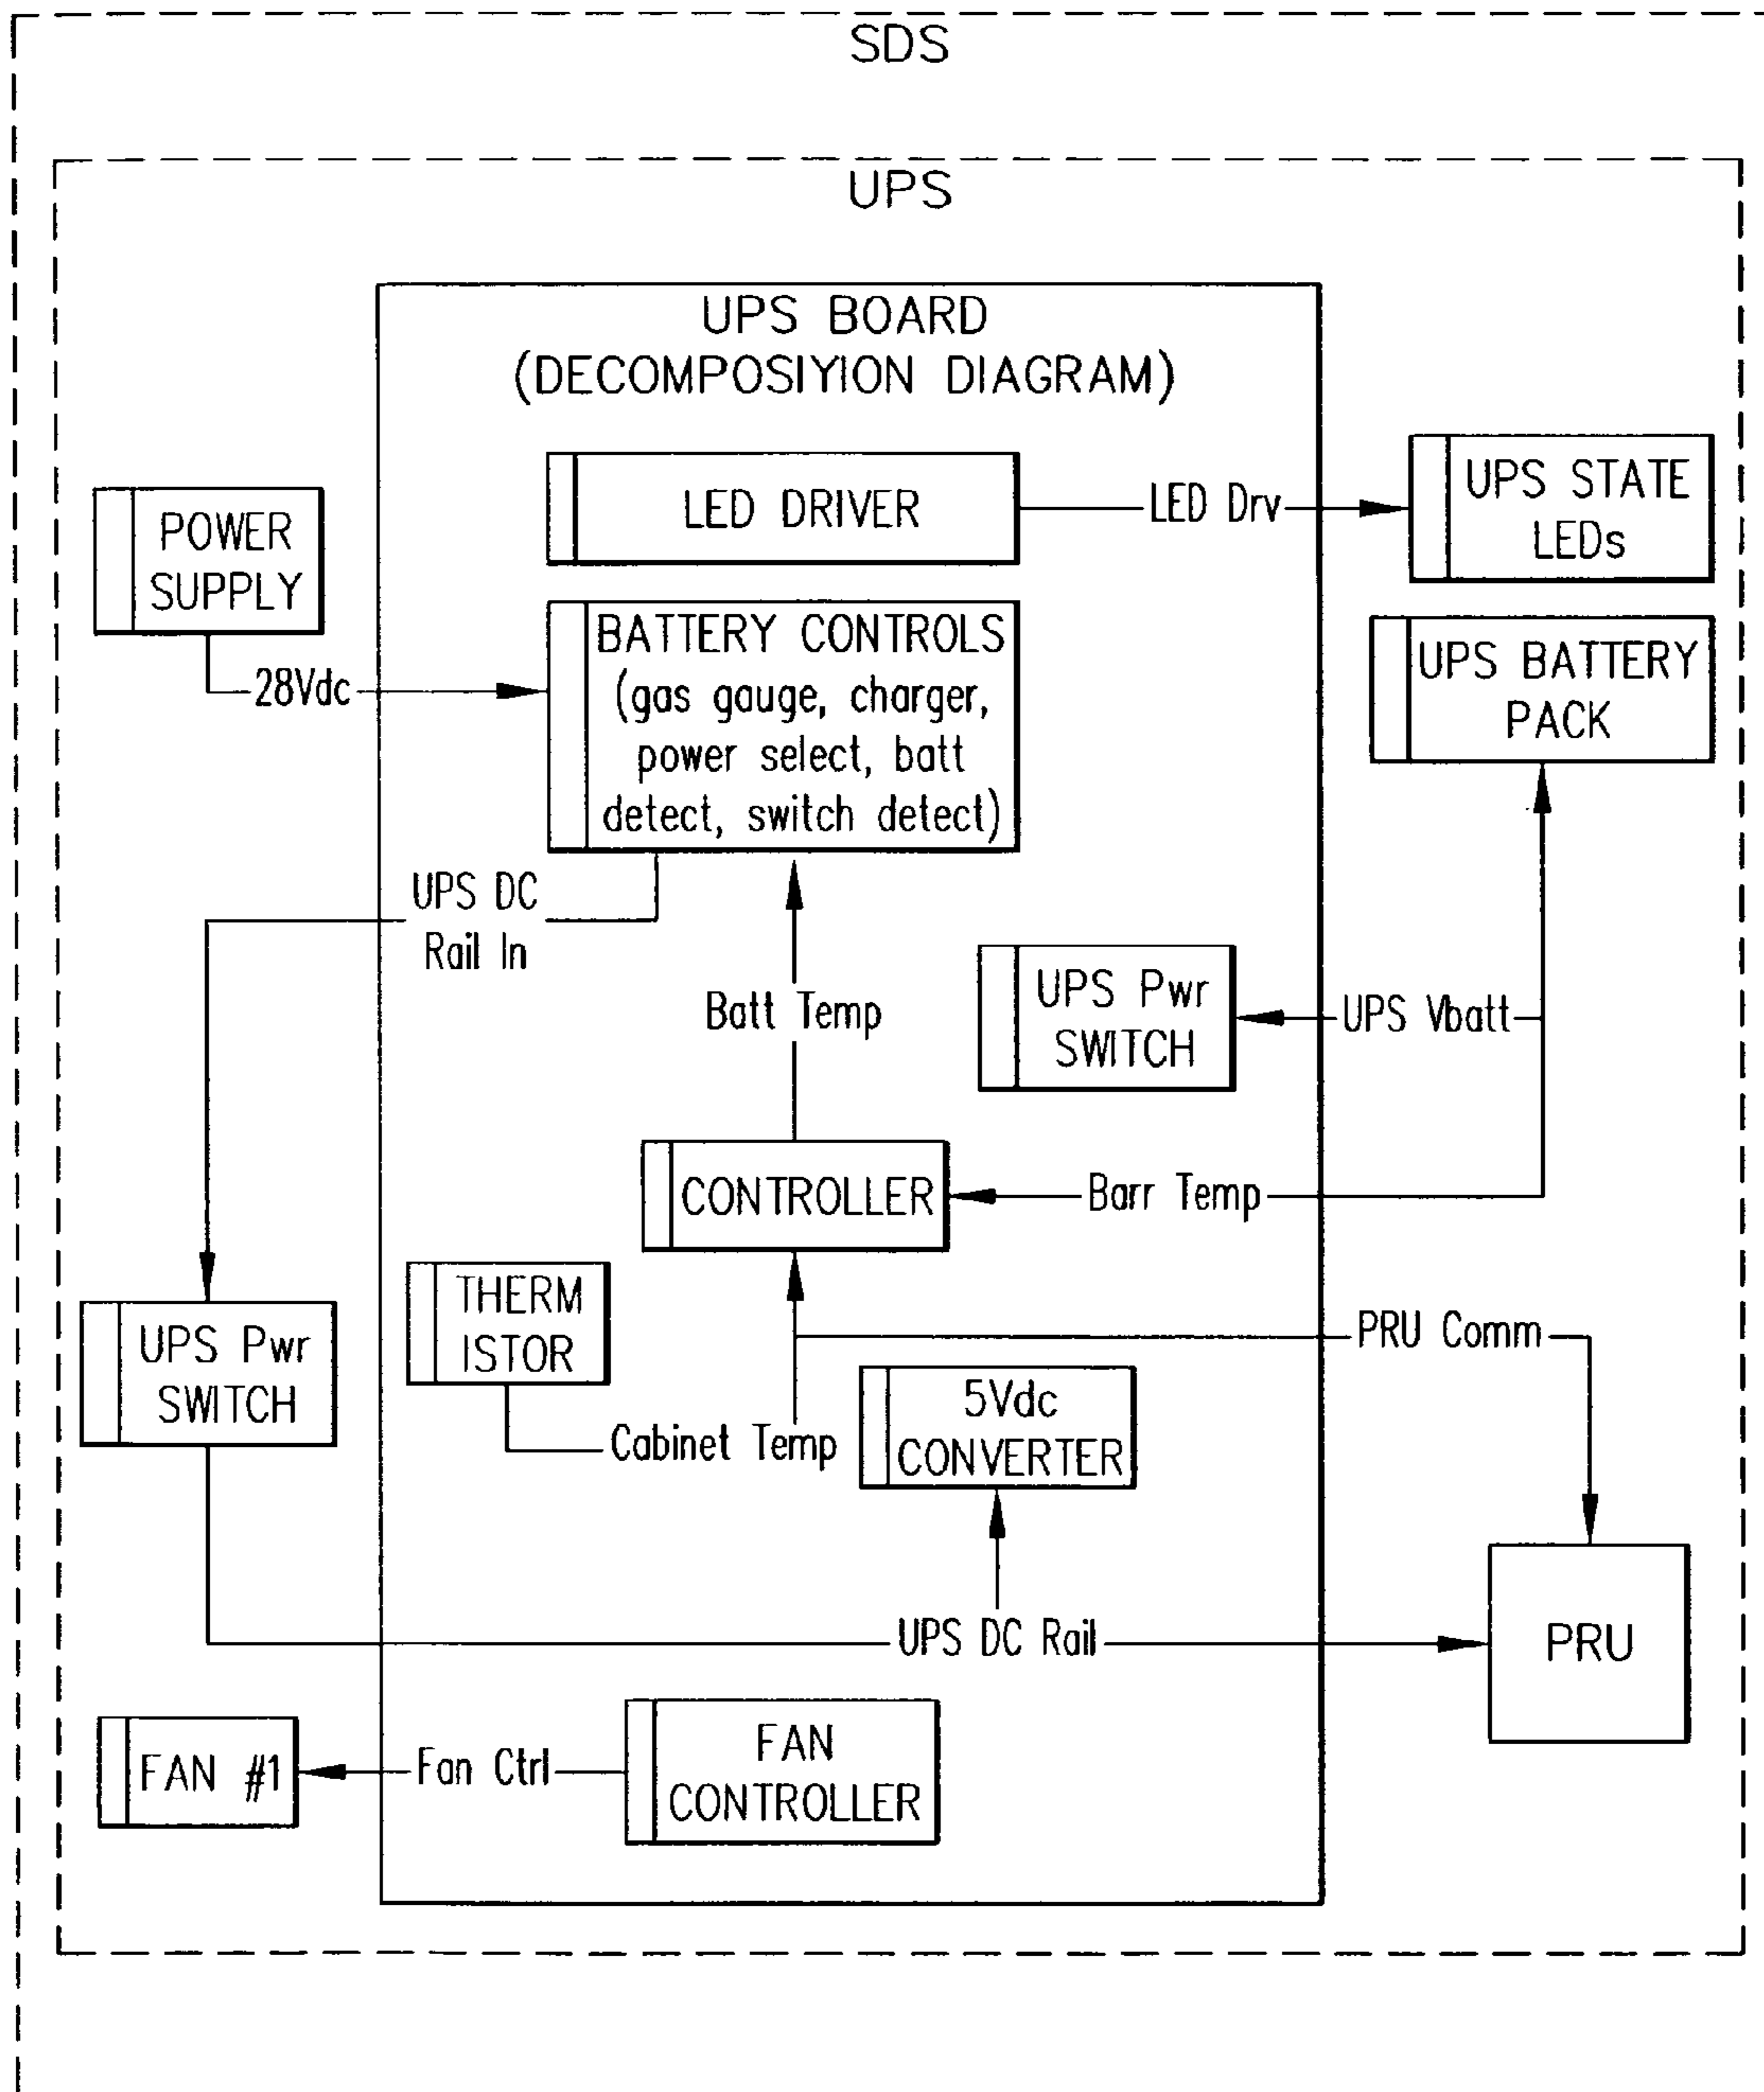 SDS
UPS
UPS BOARD
(DECOMPOSIYION DIAGRAM)
LED DRIVER
LED Drv
UPS STATE
LEDs
POWER
SUPPLY
28Vdc
BATTERY CONTROLS
(gas gauge, charger,
power select, batt
detect, switch detect)
UPS BATTERY
PACK
UPS DC
Rail In
Batt Temp
UPS Pwr
SWITCH
UPS Vbatt
CONTROLLER
Barr Temp
THERM
ISTOR
PRU Comm
UPS Pwr
SWITCH
Cabinet Temp
5Vdc
CONVERTER
UPS DC Rail
PRU
FAN #1
Fan Ctrl
FAN
CONTROLLER